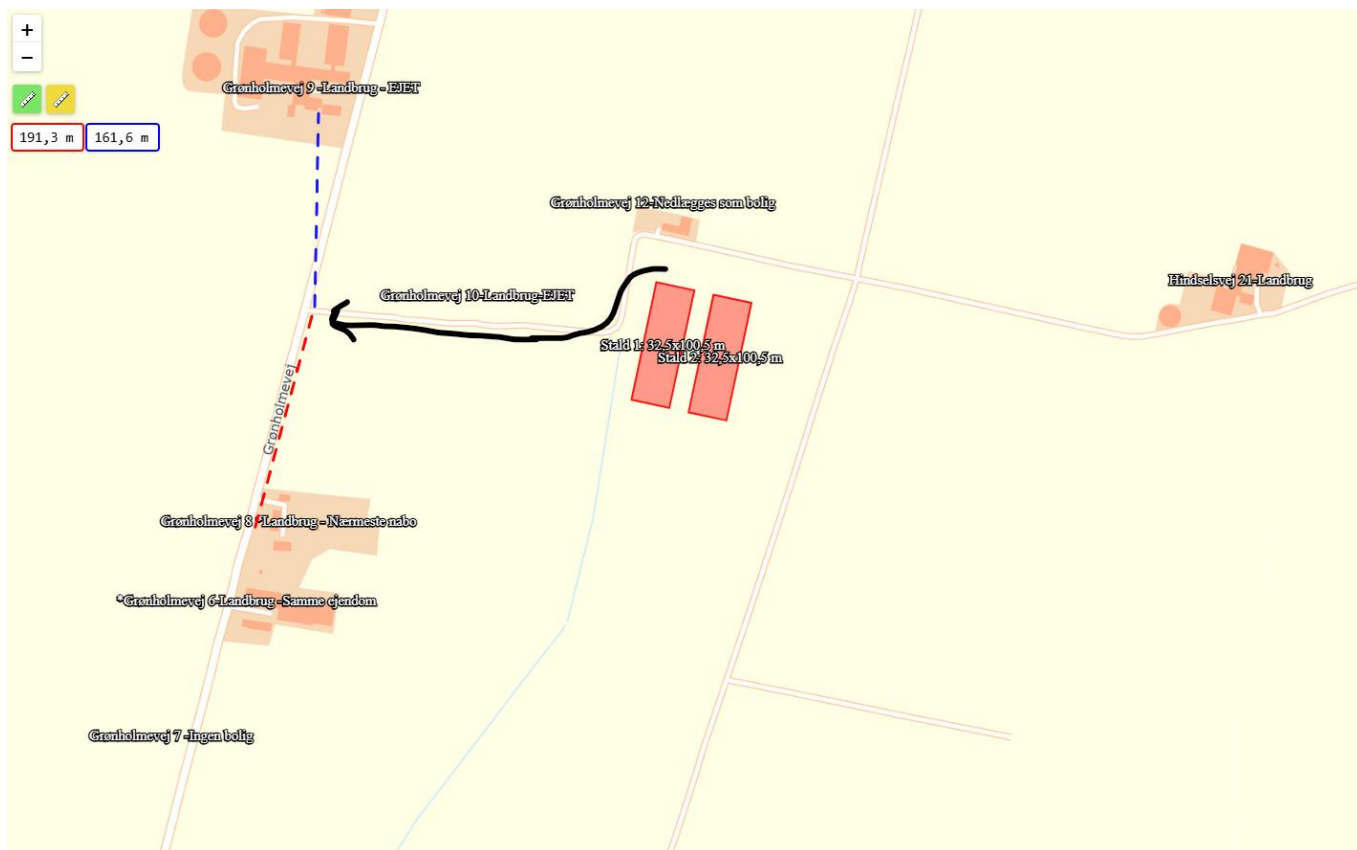 +
−
Grønholmevej 9 -Landbrug - EJET
191,3 m 161,6 m
Grønholmevej 12-Nedlægges som bolig
Hindselsvej 21-Landbrug
Grønholmevej 10-Landbrug-EJET
Stald 1: 32,5x100,5 m
Stald 2: 32,5x100,5 m
Grønholmevej
Grønholmevej 8 -Landbrug - Nærmeste nabo
*Grønholmevej 6-Landbrug -Samme ejendom
Grønholmevej 7 -Ingen bolig